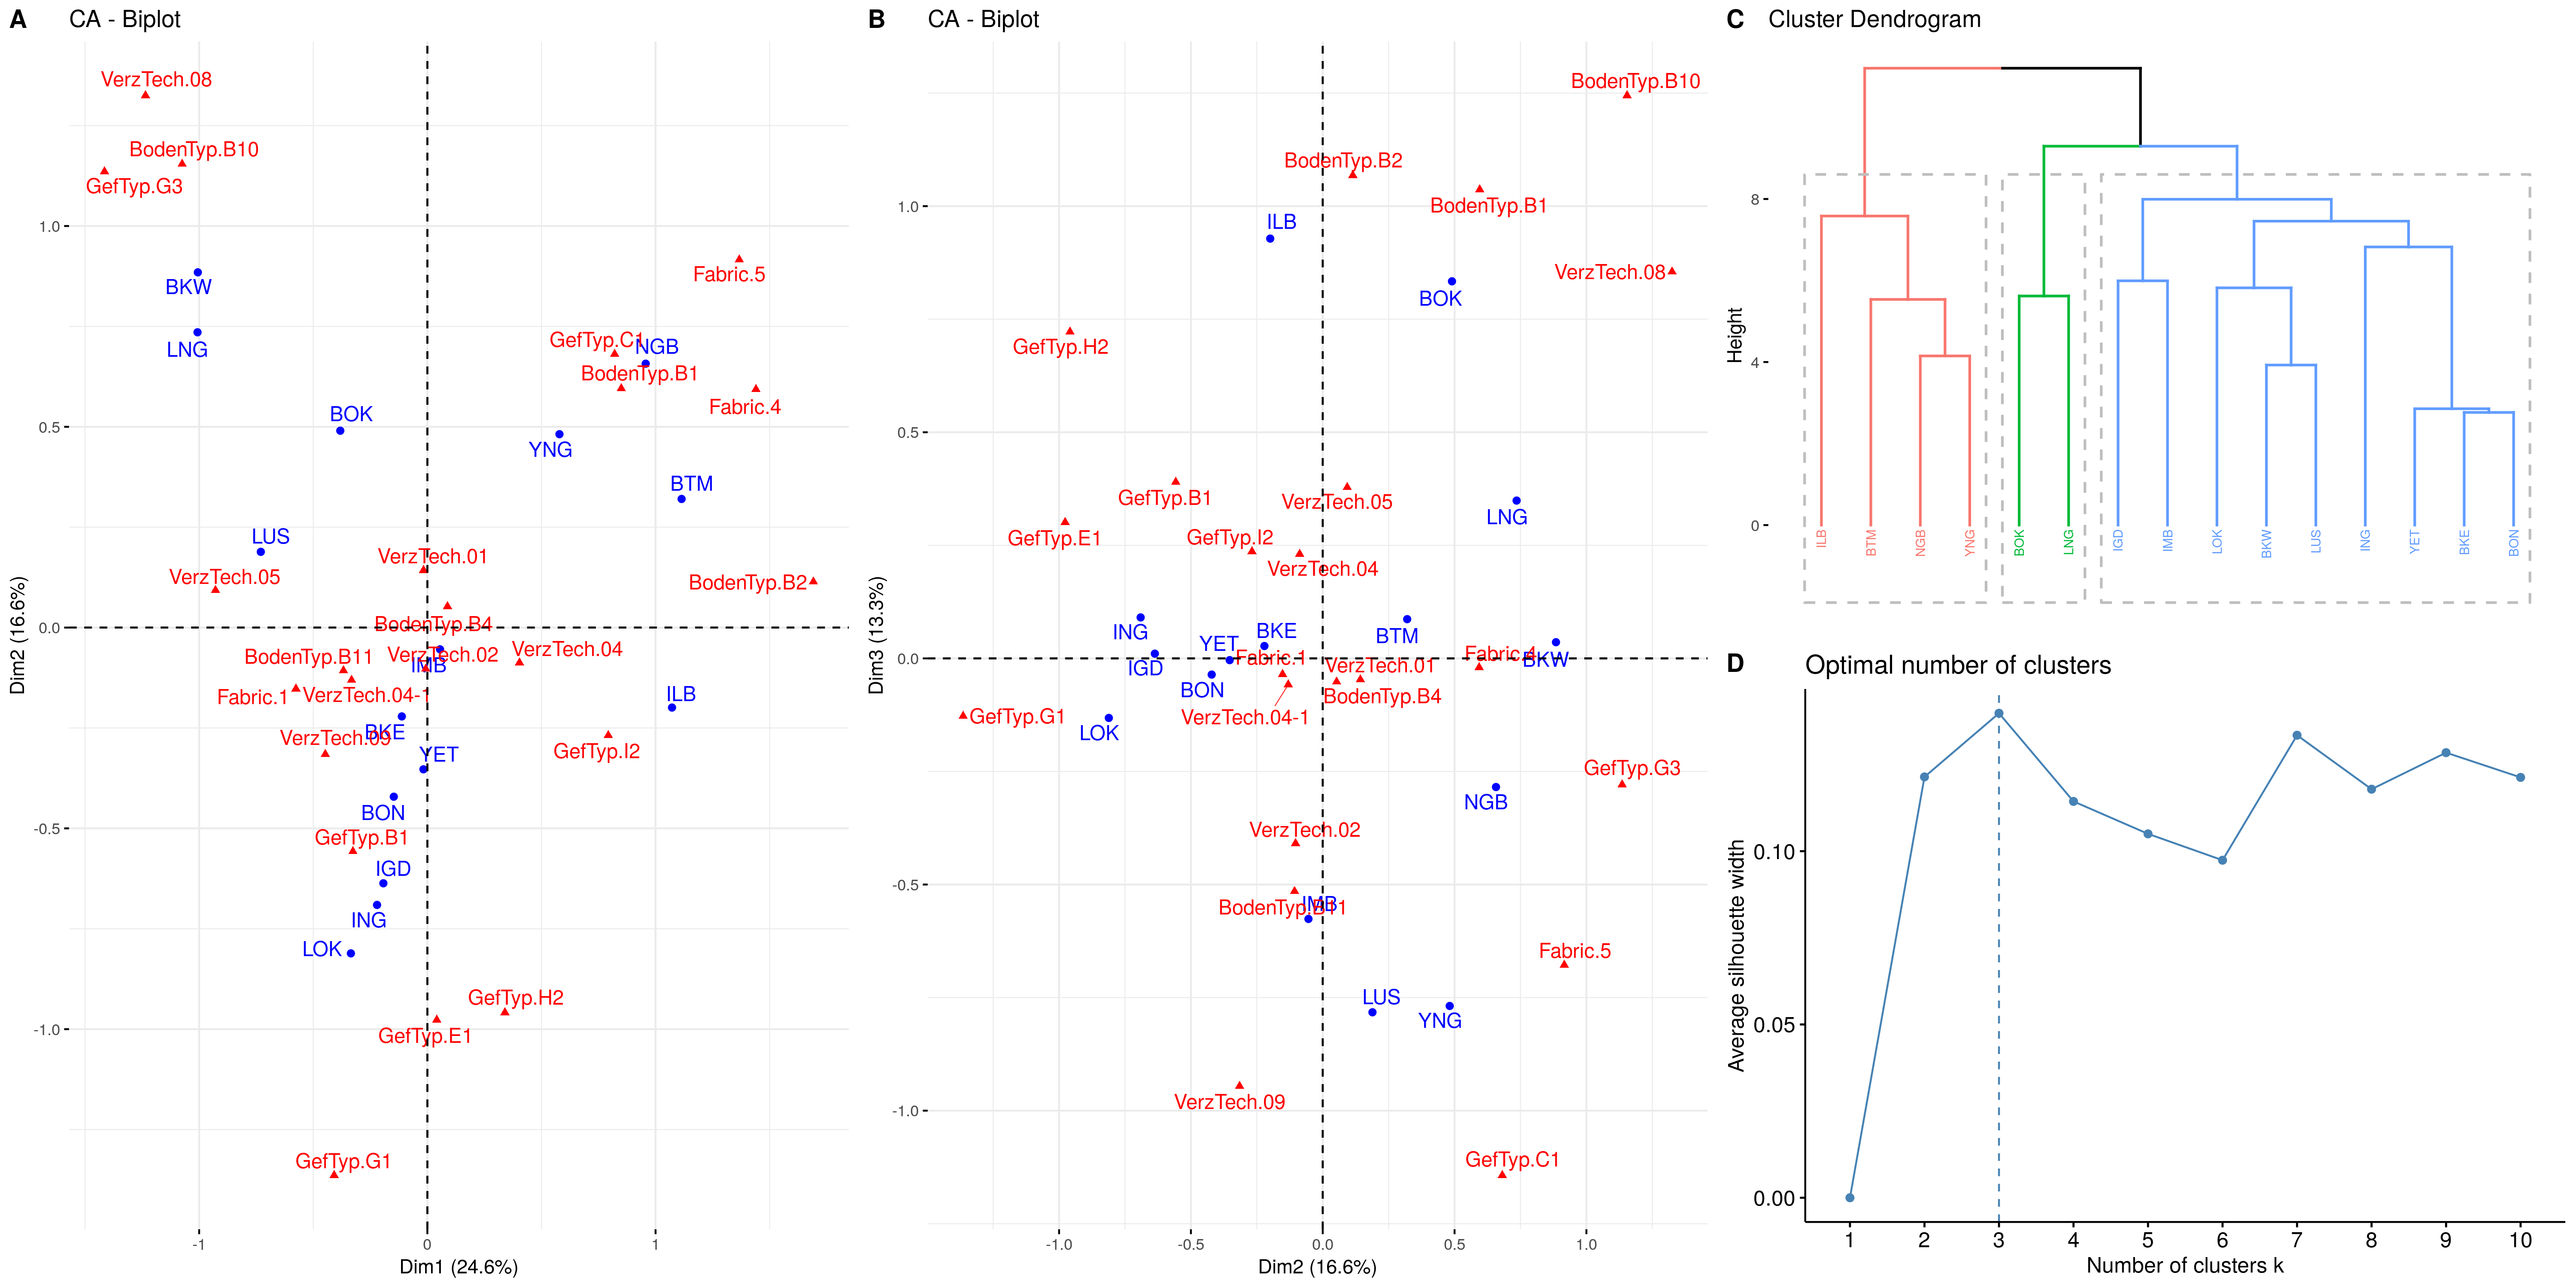 A CA - Biplot
VerzTech.08
BodenTyp.B10
GefTyp.G3
1.0
BKW
Fabric.5
LNG
GefTyp.C1
NGB
BodenTyp.B1
Fabric.4
BOK
0.5
YNG
BTM
LUS
VerzTech.01
VerzTech.05
BodenTyp.B2
BodenTyp.B4
0.0
VerzTech.04
BodenTyp.B11
VerzTech.02
IMB
Fabric.1
VerzTech.04-1
ILB
BKE
VerzTech.09
YET
GefTyp.I2
BON
-0.5
GefTyp.B1
IGD
ING
LOK
GefTyp.H2
-1.0
GefTyp.E1
GefTyp.G1
-1 0 1
Dim1 (24.6%)
Dim2 (16.6%)
B CA - Biplot
BodenTyp.B10
BodenTyp.B2
1.0
BodenTyp.B1
ILB
VerzTech.08
BOK
GefTyp.H2
0.5
GefTyp.B1
VerzTech.05
LNG
GefTyp.E1
GefTyp.I2
VerzTech.04
ING
YET
BKE
BTM
0.0
IGD
Fabric.1
VerzTech.01
Fabric.4
BKW
BON
BodenTyp.B4
VerzTech.04-1
GefTyp.G1
LOK
GefTyp.G3
NGB
VerzTech.02
-0.5
IMB
BodenTyp.B11
Fabric.5
LUS
YNG
VerzTech.09
-1.0
GefTyp.C1
-1.0 -0.5 0.0 0.5 1.0
Dim2 (16.6%)
Dim3 (13.3%)
C Cluster Dendrogram
8
4
0
Height
ILB BTM NGB YNG BOK LNG IGD IMB LOK BKW LUS ING YET BKE BON
D Optimal number of clusters
0.10
0.05
0.00
Average silhouette width
1 2 3 4 5 6 7 8 9 10
Number of clusters k